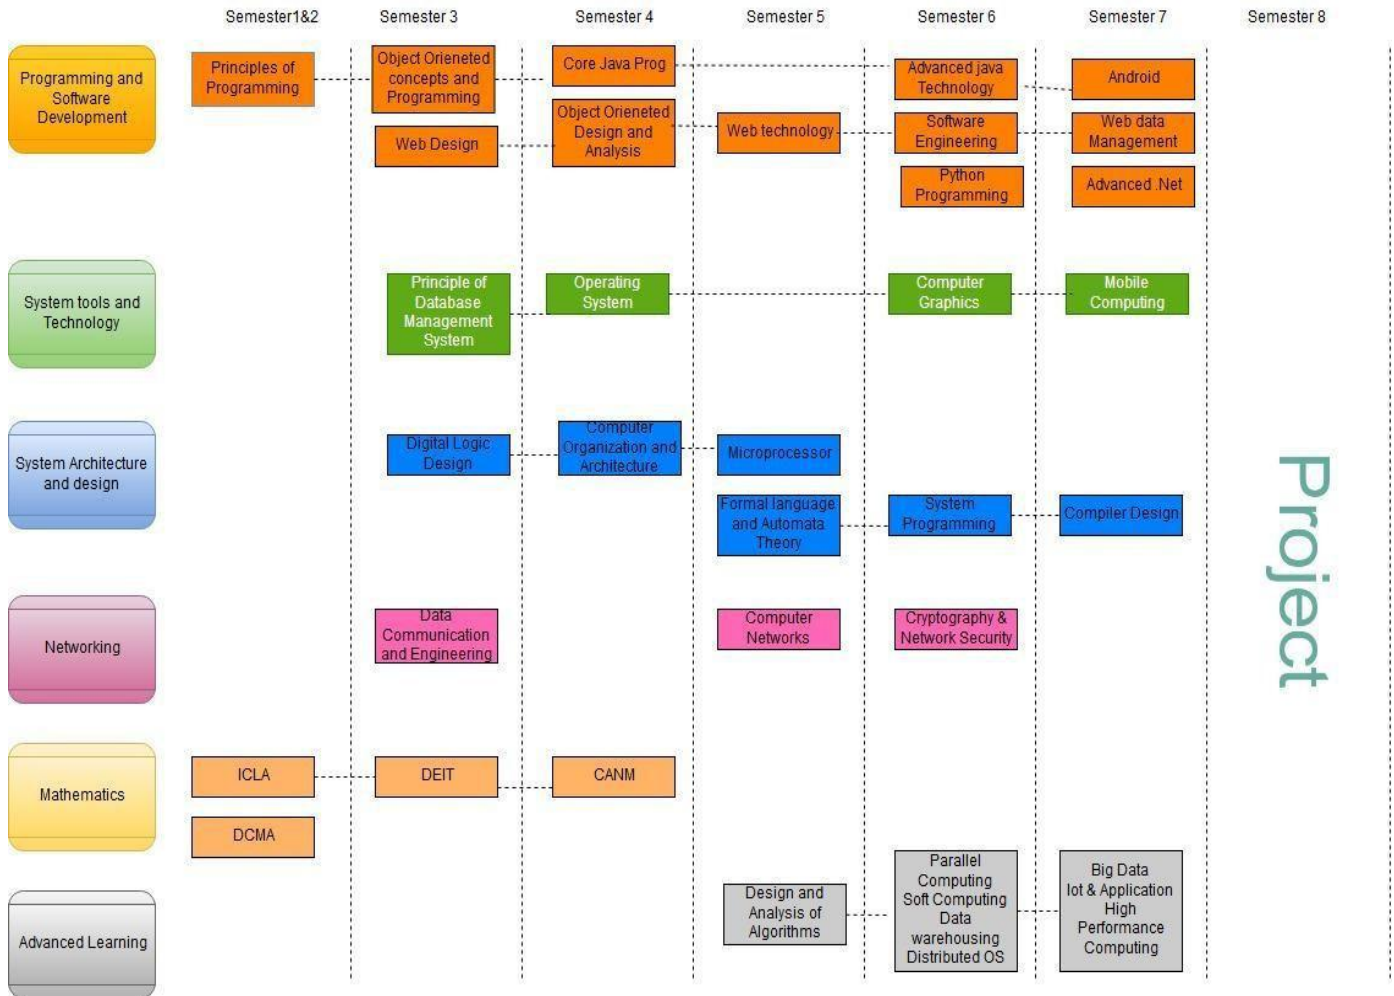 Semester1&2
Semester 3
Semester 4
Semester 5
Semester 6
Semester 7
Semester 8
Programming and
Software
Development
Principles of
Programming
Object Orieneted
concepts and
Programming
Web Design
Core Java Prog
Object Orieneted
Design and
Analysis
Web technology
Advanced java
Technology
Software
Engineering
Python
Programming
Android
Web data
Management
Advanced .Net
System tools and
Technology
Principle of
Database
Management
System
Operating
System
Computer
Graphics
Mobile
Computing
System Architecture
and design
Digital Logic
Design
Computer
Organization and
Architecture
Microprocessor
Formal language
and Automata
Theory
System
Programming
Compiler Design
Networking
Data
Communication
and Engineering
Computer
Networks
Cryptography &
Network Security
Mathematics
ICLA
DCMA
DEIT
CANM
Advanced Learning
Design and
Analysis of
Algorithms
Parallel
Computing
Soft Computing
Data
warehousing
Distributed OS
Big Data
Iot & Application
High
Performance
Computing
Project